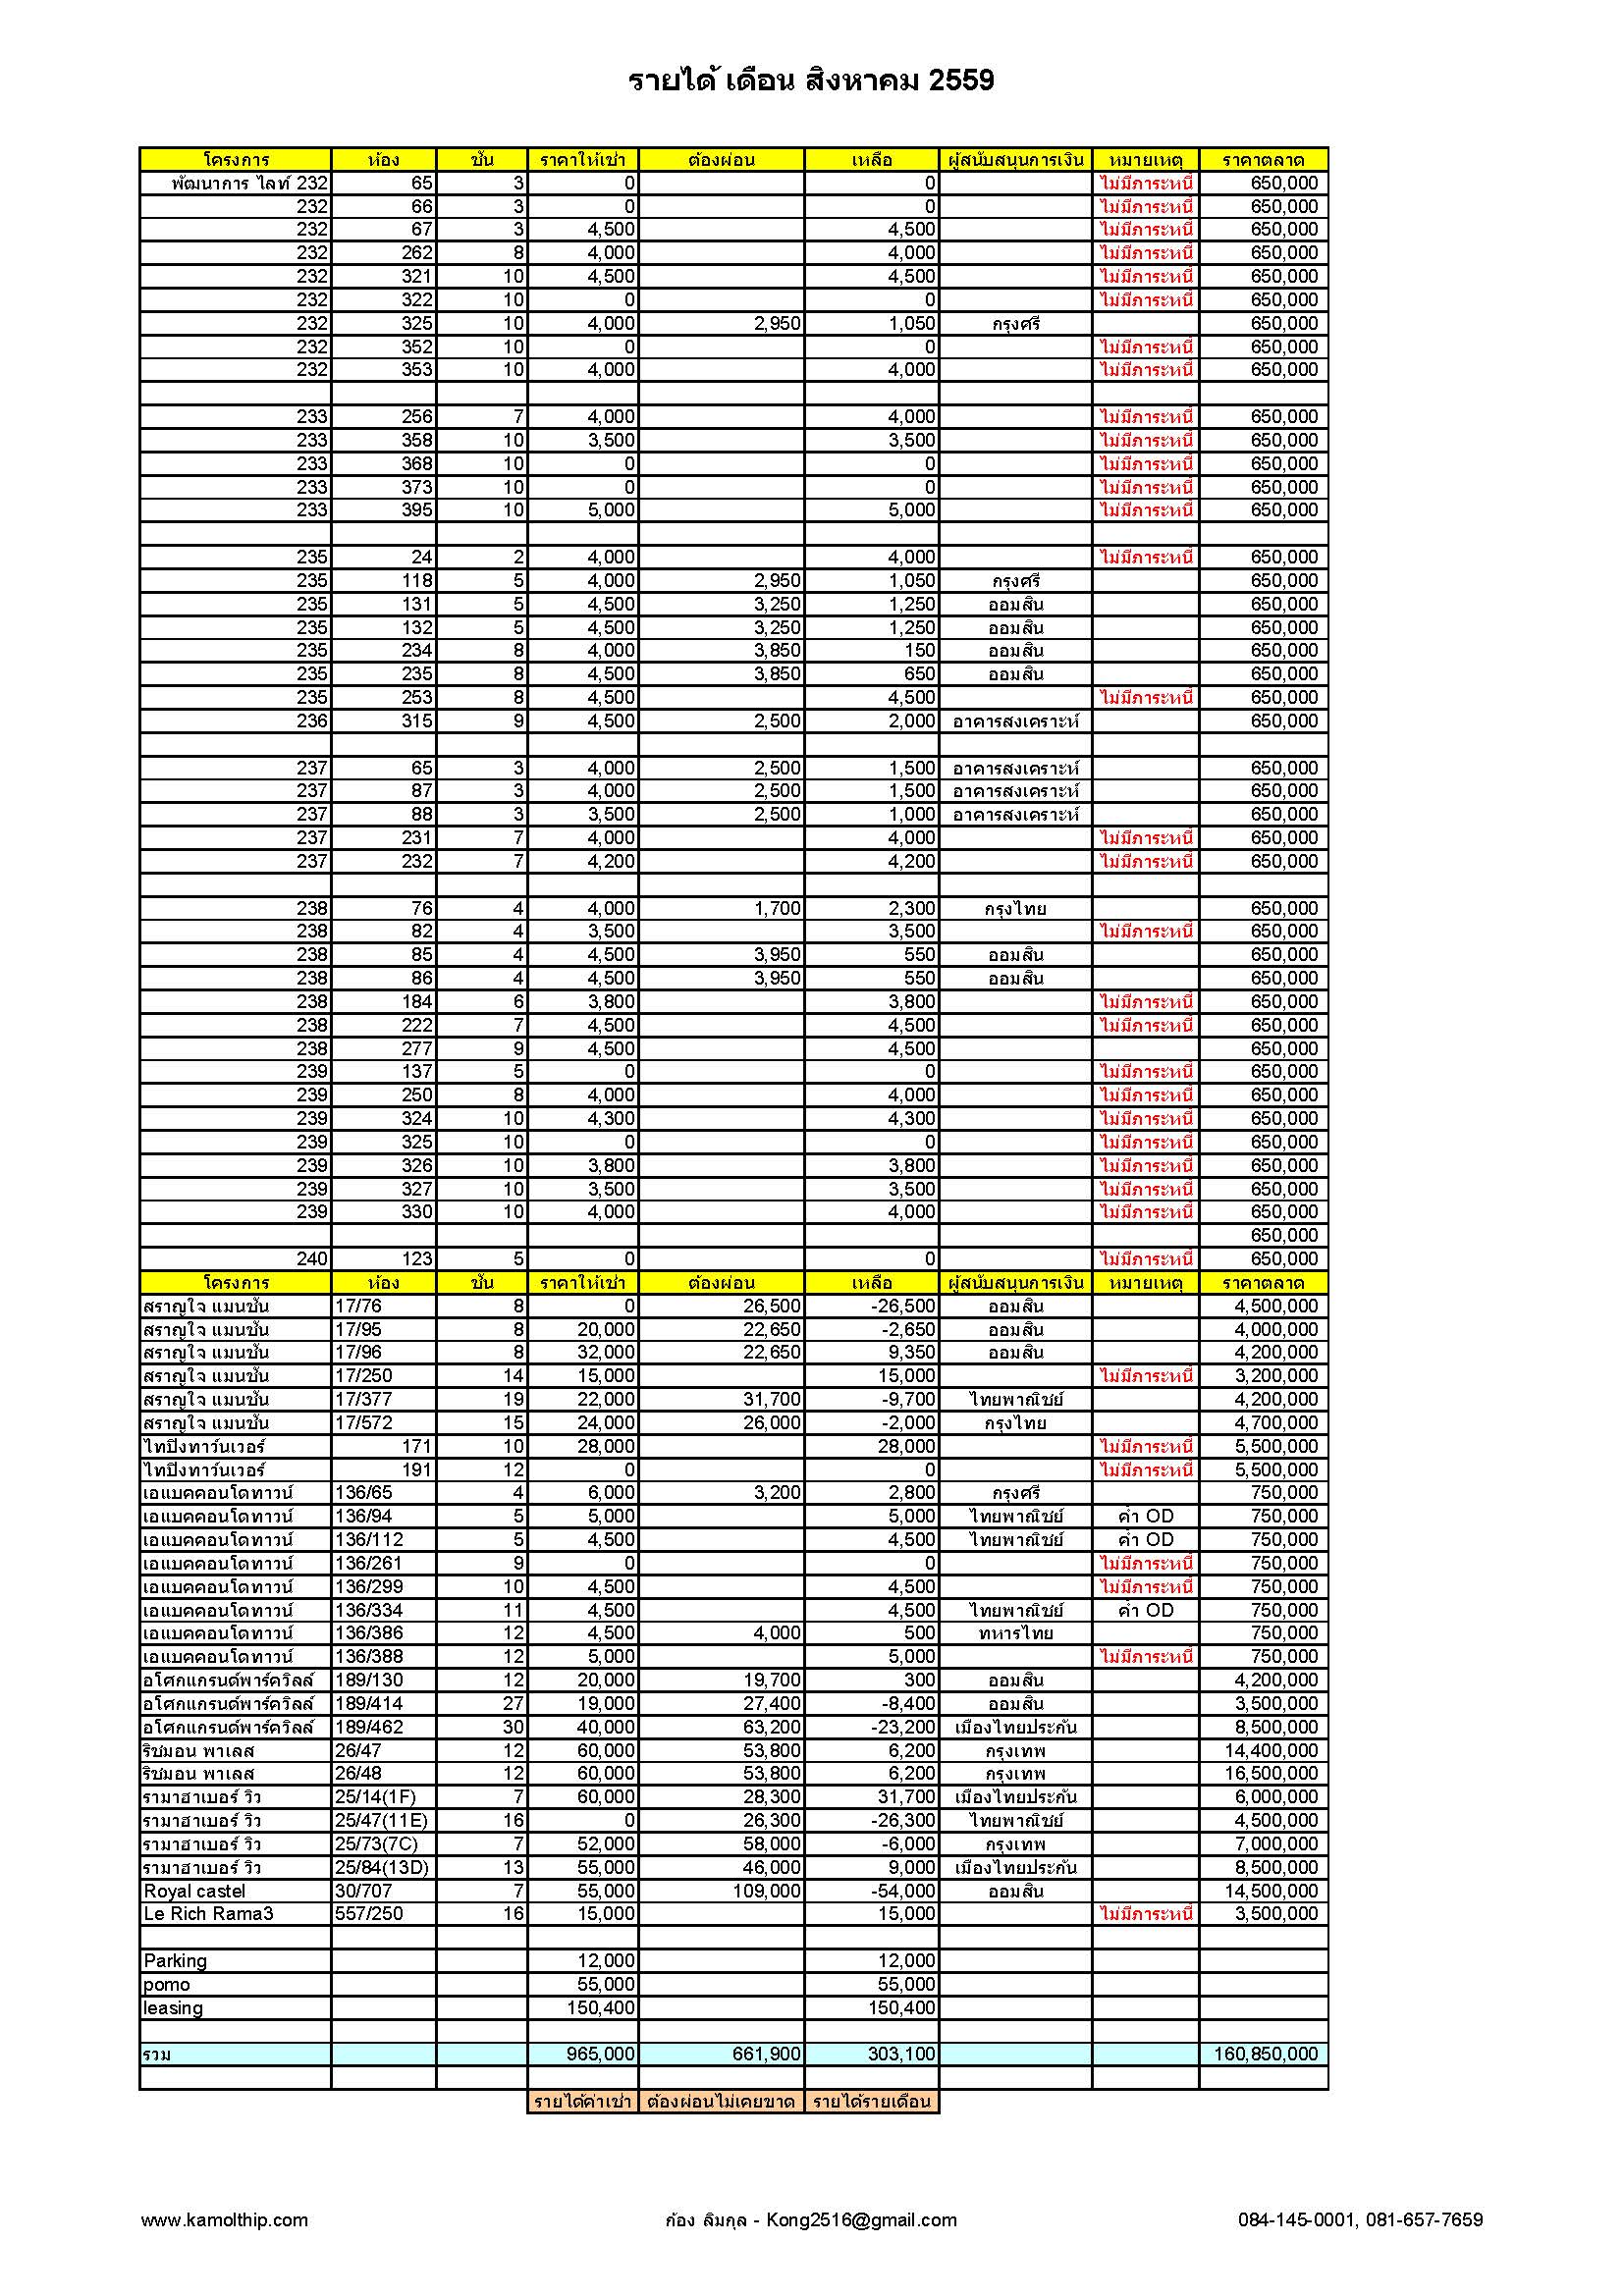 รายได้ เดือน สิงหาคม 2559
โครงการ ห้อง ชั้น ราคาให้เช่า ต้องผ่อน เหลือ ผู้สนับสนุนการเงิน หมายเหตุ ราคาตลาด
พัฒนาการ ไลท์ 232 65 3 0 0 ไม่มีภาระหนี้ 650,000
232 66 3 0 0 ไม่มีภาระหนี้ 650,000
232 67 3 4,500 4,500 ไม่มีภาระหนี้ 650,000
232 262 8 4,000 4,000 ไม่มีภาระหนี้ 650,000
232 321 10 4,500 4,500 ไม่มีภาระหนี้ 650,000
232 322 10 0 0 ไม่มีภาระหนี้ 650,000
232 325 10 4,000 2,950 1,050 กรุงศรี 650,000
232 352 10 0 0 ไม่มีภาระหนี้ 650,000
232 353 10 4,000 4,000 ไม่มีภาระหนี้ 650,000
233 256 7 4,000 4,000 ไม่มีภาระหนี้ 650,000
233 358 10 3,500 3,500 ไม่มีภาระหนี้ 650,000
233 368 10 0 0 ไม่มีภาระหนี้ 650,000
233 373 10 0 0 ไม่มีภาระหนี้ 650,000
233 395 10 5,000 5,000 ไม่มีภาระหนี้ 650,000
235 24 2 4,000 4,000 ไม่มีภาระหนี้ 650,000
235 118 5 4,000 2,950 1,050 กรุงศรี 650,000
235 131 5 4,500 3,250 1,250 ออมสิน 650,000
235 132 5 4,500 3,250 1,250 ออมสิน 650,000
235 234 8 4,000 3,850 150 ออมสิน 650,000
235 235 8 4,500 3,850 650 ออมสิน 650,000
235 253 8 4,500 4,500 ไม่มีภาระหนี้ 650,000
236 315 9 4,500 2,500 2,000 อาคารสงเคราะห์ 650,000
237 65 3 4,000 2,500 1,500 อาคารสงเคราะห์ 650,000
237 87 3 4,000 2,500 1,500 อาคารสงเคราะห์ 650,000
237 88 3 3,500 2,500 1,000 อาคารสงเคราะห์ 650,000
237 231 7 4,000 4,000 ไม่มีภาระหนี้ 650,000
237 232 7 4,200 4,200 ไม่มีภาระหนี้ 650,000
238 76 4 4,000 1,700 2,300 กรุงไทย 650,000
238 82 4 3,500 3,500 ไม่มีภาระหนี้ 650,000
238 85 4 4,500 3,950 550 ออมสิน 650,000
238 86 4 4,500 3,950 550 ออมสิน 650,000
238 184 6 3,800 3,800 ไม่มีภาระหนี้ 650,000
238 222 7 4,500 4,500 ไม่มีภาระหนี้ 650,000
238 277 9 4,500 4,500 650,000
239 137 5 0 0 ไม่มีภาระหนี้ 650,000
239 250 8 4,000 4,000 ไม่มีภาระหนี้ 650,000
239 324 10 4,300 4,300 ไม่มีภาระหนี้ 650,000
239 325 10 0 0 ไม่มีภาระหนี้ 650,000
239 326 10 3,800 3,800 ไม่มีภาระหนี้ 650,000
239 327 10 3,500 3,500 ไม่มีภาระหนี้ 650,000
239 330 10 4,000 4,000 ไม่มีภาระหนี้ 650,000
650,000
240 123 5 0 0 ไม่มีภาระหนี้ 650,000
โครงการ ห้อง ชั้น ราคาให้เช่า ต้องผ่อน เหลือ ผู้สนับสนุนการเงิน หมายเหตุ ราคาตลาด
สราญใจ แมนชั่น 17/76 8 0 26,500 -26,500 ออมสิน 4,500,000
สราญใจ แมนชั่น 17/95 8 20,000 22,650 -2,650 ออมสิน 4,000,000
สราญใจ แมนชั่น 17/96 8 32,000 22,650 9,350 ออมสิน 4,200,000
สราญใจ แมนชั่น 17/250 14 15,000 15,000 ไม่มีภาระหนี้ 3,200,000
สราญใจ แมนชั่น 17/377 19 22,000 31,700 -9,700 ไทยพาณิชย์ 4,200,000
สราญใจ แมนชั่น 17/572 15 24,000 26,000 -2,000 กรุงไทย 4,700,000
ไทปิงทาว์นเวอร์ 171 10 28,000 28,000 ไม่มีภาระหนี้ 5,500,000
ไทปิงทาว์นเวอร์ 191 12 0 0 ไม่มีภาระหนี้ 5,500,000
เอแบคคอนโดทาวน์ 136/65 4 6,000 3,200 2,800 กรุงศรี 750,000
เอแบคคอนโดทาวน์ 136/94 5 5,000 5,000 ไทยพาณิชย์ ค้ำ OD 750,000
เอแบคคอนโดทาวน์ 136/112 5 4,500 4,500 ไทยพาณิชย์ ค้ำ OD 750,000
เอแบคคอนโดทาวน์ 136/261 9 0 0 ไม่มีภาระหนี้ 750,000
เอแบคคอนโดทาวน์ 136/299 10 4,500 4,500 ไม่มีภาระหนี้ 750,000
เอแบคคอนโดทาวน์ 136/334 11 4,500 4,500 ไทยพาณิชย์ ค้ำ OD 750,000
เอแบคคอนโดทาวน์ 136/386 12 4,500 4,000 500 ทหารไทย 750,000
เอแบคคอนโดทาวน์ 136/388 12 5,000 5,000 ไม่มีภาระหนี้ 750,000
อโศกแกรนด์พาร์ควิลล์ 189/130 12 20,000 19,700 300 ออมสิน 4,200,000
อโศกแกรนด์พาร์ควิลล์ 189/414 27 19,000 27,400 -8,400 ออมสิน 3,500,000
อโศกแกรนด์พาร์ควิลล์ 189/462 30 40,000 63,200 -23,200 เมืองไทยประกัน 8,500,000
ริชมอน พาเลส 26/47 12 60,000 53,800 6,200 กรุงเทพ 14,400,000
ริชมอน พาเลส 26/48 12 60,000 53,800 6,200 กรุงเทพ 16,500,000
รามาฮาเบอร์ วิว 25/14(1F) 7 60,000 28,300 31,700 เมืองไทยประกัน 6,000,000
รามาฮาเบอร์ วิว 25/47(11E) 16 0 26,300 -26,300 ไทยพาณิชย์ 4,500,000
รามาฮาเบอร์ วิว 25/73(7C) 7 52,000 58,000 -6,000 กรุงเทพ 7,000,000
รามาฮาเบอร์ วิว 25/84(13D) 13 55,000 46,000 9,000 เมืองไทยประกัน 8,500,000
Royal castel 30/707 7 55,000 109,000 -54,000 ออมสิน 14,500,000
Le Rich Rama3 557/250 16 15,000 15,000 ไม่มีภาระหนี้ 3,500,000
Parking 12,000 12,000
pomo 55,000 55,000
leasing 150,400 150,400
รวม 965,000 661,900 303,100 160,850,000
รายได้ค่าเช่า ต้องผ่อนไม่เคยขาด รายได้รายเดือน
www.kamolthip.com ก้อง ลิมกุล - Kong2516@gmail.com 084-145-0001, 081-657-7659